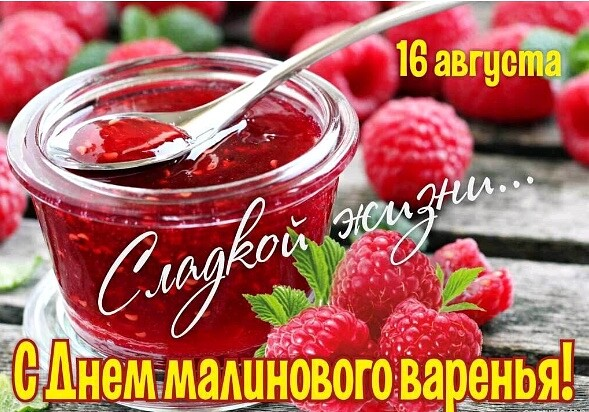 16 августа
Сладкой жизни...
С Днем малинового варенья!